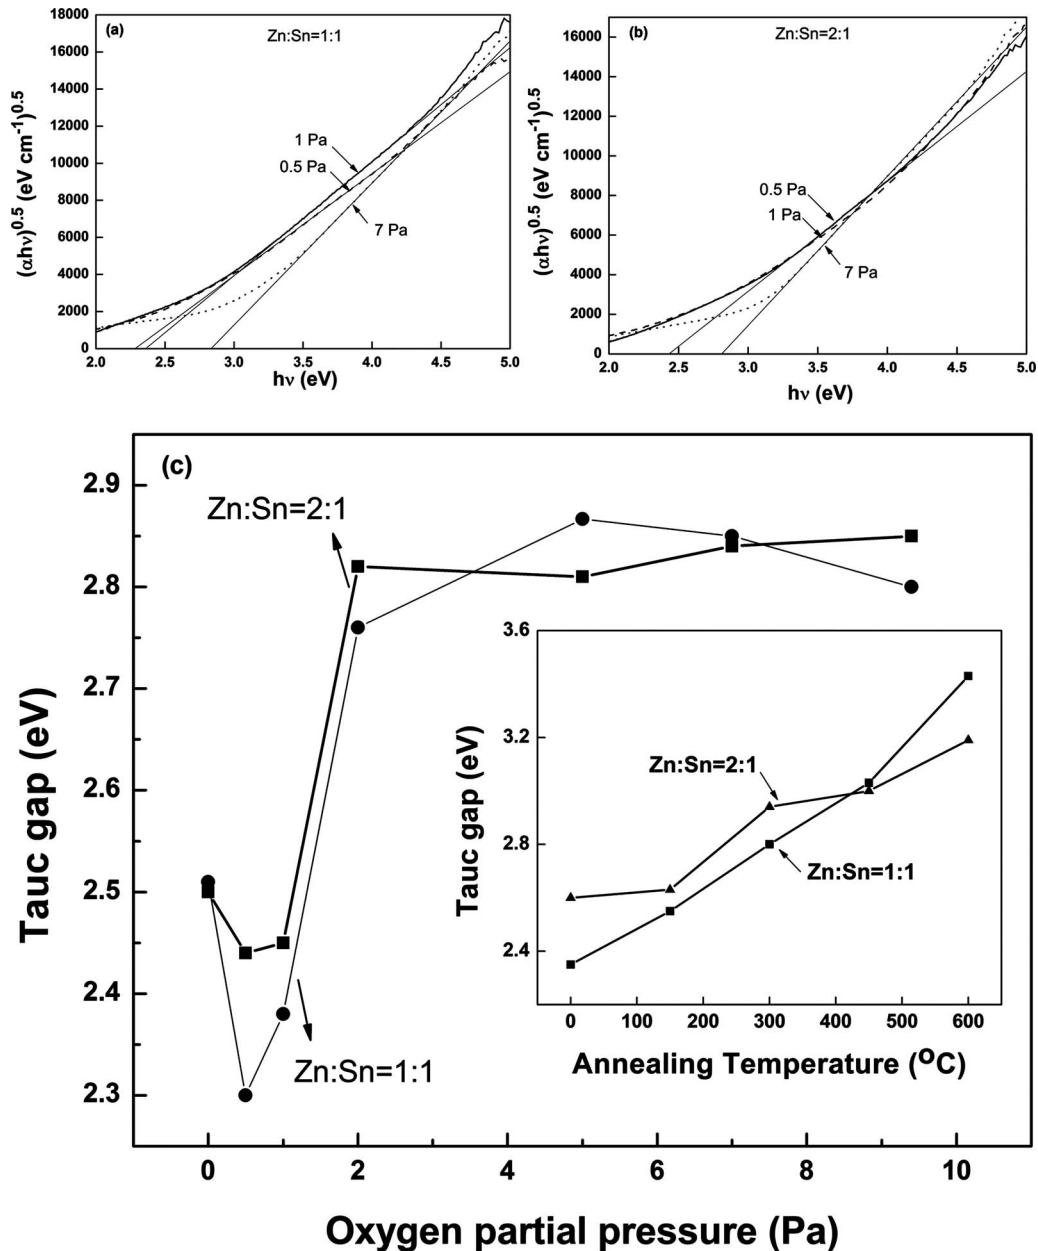 (a)
Zn:Sn=1:1
18000
16000
14000
12000
10000
8000
6000
4000
2000
0
(αhν)^0.5 (eV cm^-1)^0.5
1 Pa
0.5 Pa
7 Pa
2.0 2.5 3.0 3.5 4.0 4.5 5.0
hν (eV)
(b)
Zn:Sn=2:1
16000
14000
12000
10000
8000
6000
4000
2000
0
(αhν)^0.5 (eV cm^-1)^0.5
0.5 Pa
1 Pa
7 Pa
2.0 2.5 3.0 3.5 4.0 4.5 5.0
hν (eV)
(c)
2.9
2.8
2.7
2.6
2.5
2.4
2.3
Tauc gap (eV)
Zn:Sn=2:1
Zn:Sn=1:1
0 2 4 6 8 10
Oxygen partial pressure (Pa)
3.6
3.2
2.8
2.4
Tauc gap (eV)
Zn:Sn=2:1
Zn:Sn=1:1
0 100 200 300 400 500 600
Annealing Temperature (°C)